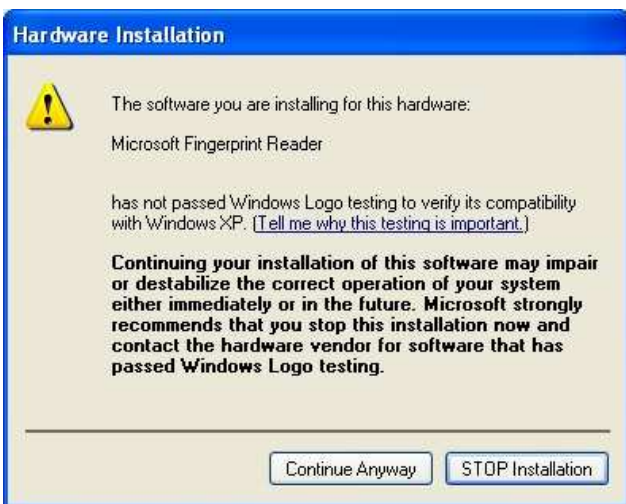 Hardware Installation
The software you are installing for this hardware:
Microsoft Fingerprint Reader
has not passed Windows Logo testing to verify its compatibility
with Windows XP. (Tell me why this testing is important.)
Continuing your installation of this software may impair
or destabilize the correct operation of your system
either immediately or in the future. Microsoft strongly
recommends that you stop this installation now and
contact the hardware vendor for software that has
passed Windows Logo testing.
Continue Anyway
STOP Installation